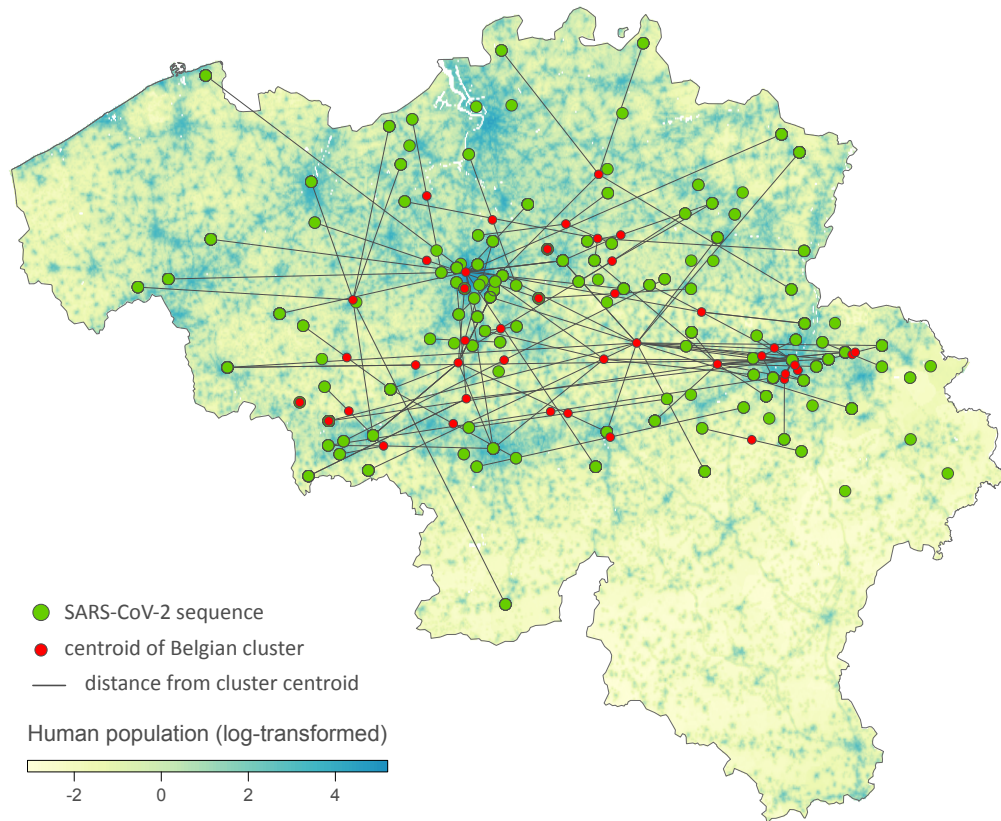 SARS-CoV-2 sequence
centroid of Belgian cluster
distance from cluster centroid
Human population (log-transformed)
-2 0 2 4